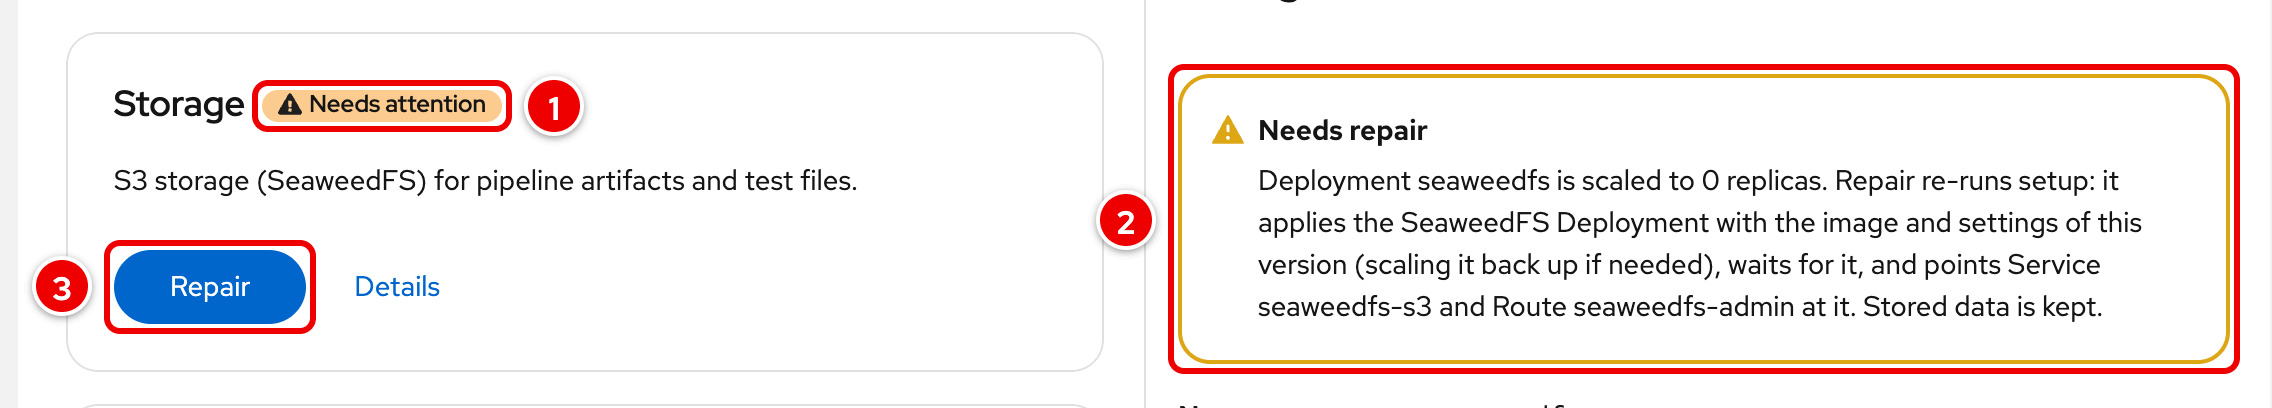 Storage
Needs attention
1
S3 storage (SeaweedFS) for pipeline artifacts and test files.
3
Repair
Details
2
Needs repair
Deployment seaweedfs is scaled to 0 replicas. Repair re-runs setup: it
applies the SeaweedFS Deployment with the image and settings of this
version (scaling it back up if needed), waits for it, and points Service
seaweedfs-s3 and Route seaweedfs-admin at it. Stored data is kept.